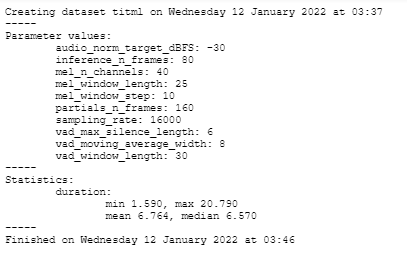 Creating dataset titml on Wednesday 12 January 2022 at 03:37
-----
Parameter values:
audio_norm_target_dBFS: -30
inference_n_frames: 80
mel_n_channels: 40
mel_window_length: 25
mel_window_step: 10
partials_n_frames: 160
sampling_rate: 16000
vad_max_silence_length: 6
vad_moving_average_width: 8
vad_window_length: 30
-----
Statistics:
duration:
min 1.590, max 20.790
mean 6.764, median 6.570
-----
Finished on Wednesday 12 January 2022 at 03:46